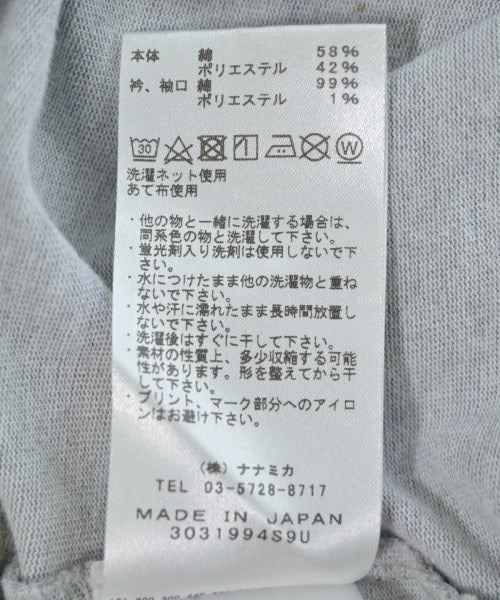 本体 綿 58%
ポリエステル 42%
衿、袖口 綿 99%
ポリエステル 1%
30 W
洗濯ネット使用
あて布使用
・他の物と一緒に洗濯する場合は、
同系色の物と洗濯して下さい。
・蛍光剤入り洗剤は使用しないで下
さい。
・水につけたまま他の洗濯物と重ね
ないで下さい。
・水や汗に濡れたまま長時間放置し
ないで下さい。
・洗濯後はすぐに干して下さい。
・素材の性質上、多少収縮する可能
性があります。形を整えてから干
して下さい。
・プリント、マーク部分へのアイロ
ンはお避け下さい。
(株) ナナミカ
TEL 03-5728-8717
MADE IN JAPAN
3031994S9U